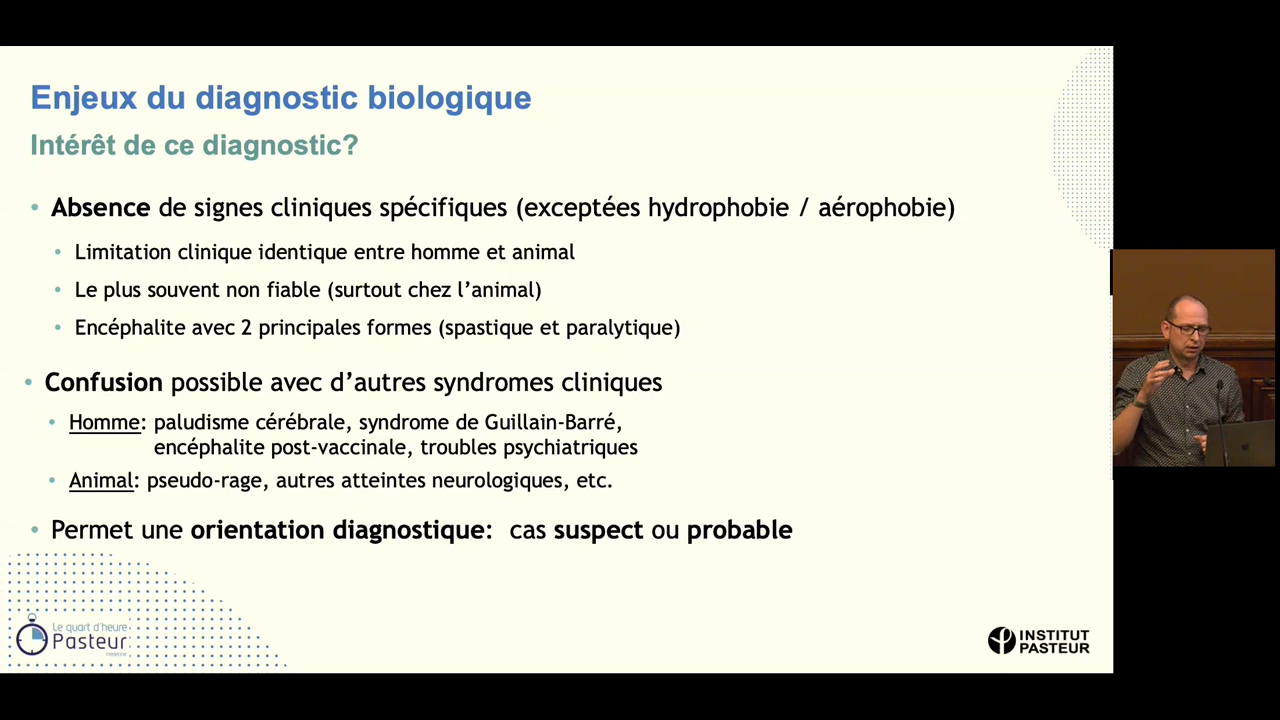 Enjeux du diagnostic biologique
Intérêt de ce diagnostic?
• Absence de signes cliniques spécifiques (exceptées hydrophobie / aérophobie)
• Limitation clinique identique entre homme et animal
• Le plus souvent non fiable (surtout chez l’animal)
• Encéphalite avec 2 principales formes (spastique et paralytique)
• Confusion possible avec d’autres syndromes cliniques
• Homme: paludisme cérébrale, syndrome de Guillain-Barré,
encéphalite post-vaccinale, troubles psychiatriques
• Animal: pseudo-rage, autres atteintes neurologiques, etc.
• Permet une orientation diagnostique: cas suspect ou probable
Le quart d'heure
Pasteur
médecine
INSTITUT
PASTEUR